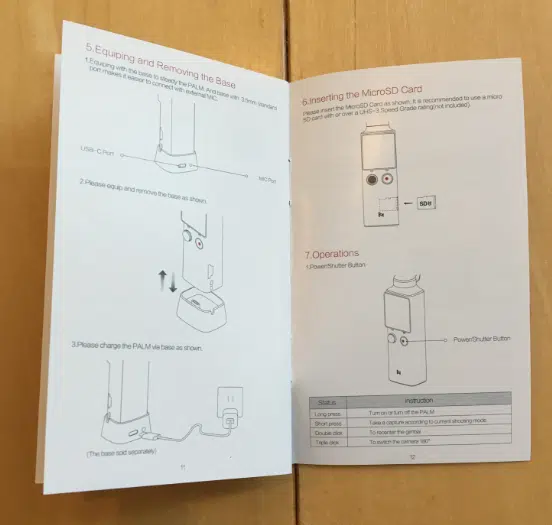 5.Equiping and Removing the Base
1.Equiping with the base to steady the PALM. And base with 3.5mm standard
port makes it easier to connect with external MIC.
USB-C Port
MIC Port
2.Please equip and remove the base as shown.
3.Please charge the PALM via base as shown.
(The base sold separately)
11
6.Inserting the MicroSD Card
Please insert the MicroSD Card as shown. It is recommended to use a micro
SD card with or over a UHS-3 Speed Grade rating(not included).
7.Operations
1.Power/Shutter Button
Power/Shutter Button
Status Instruction
Long press Turn on or turn off the PALM
Short press Take a capture according to current shooting mode
Double click To recenter the gimbal
Triple click To switch the camera 180°
12